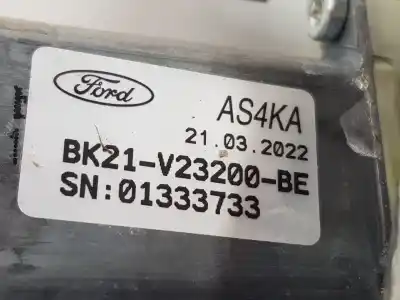 Ford
AS4KA
21.03.2022
BK21-V23200-BE
SN:01333733